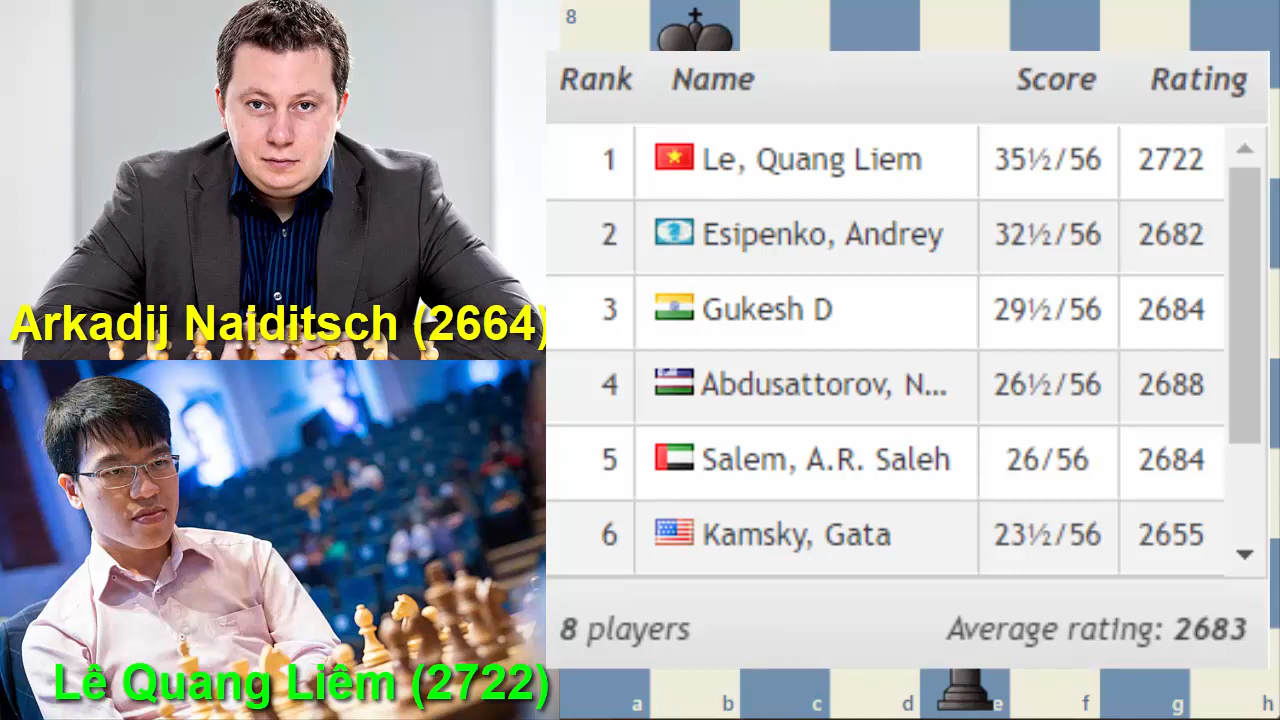 Arkadij Naiditsch (2664)
Lê Quang Liêm (2722)
8
Rank Name Score Rating
1 Le, Quang Liem 35½/56 2722
2 Esipenko, Andrey 32½/56 2682
3 Gukesh D 29½/56 2684
4 Abdusattorov, N... 26½/56 2688
5 Salem, A.R. Saleh 26/56 2684
6 Kamsky, Gata 23½/56 2655
8 players Average rating: 2683
a b c d e f g h